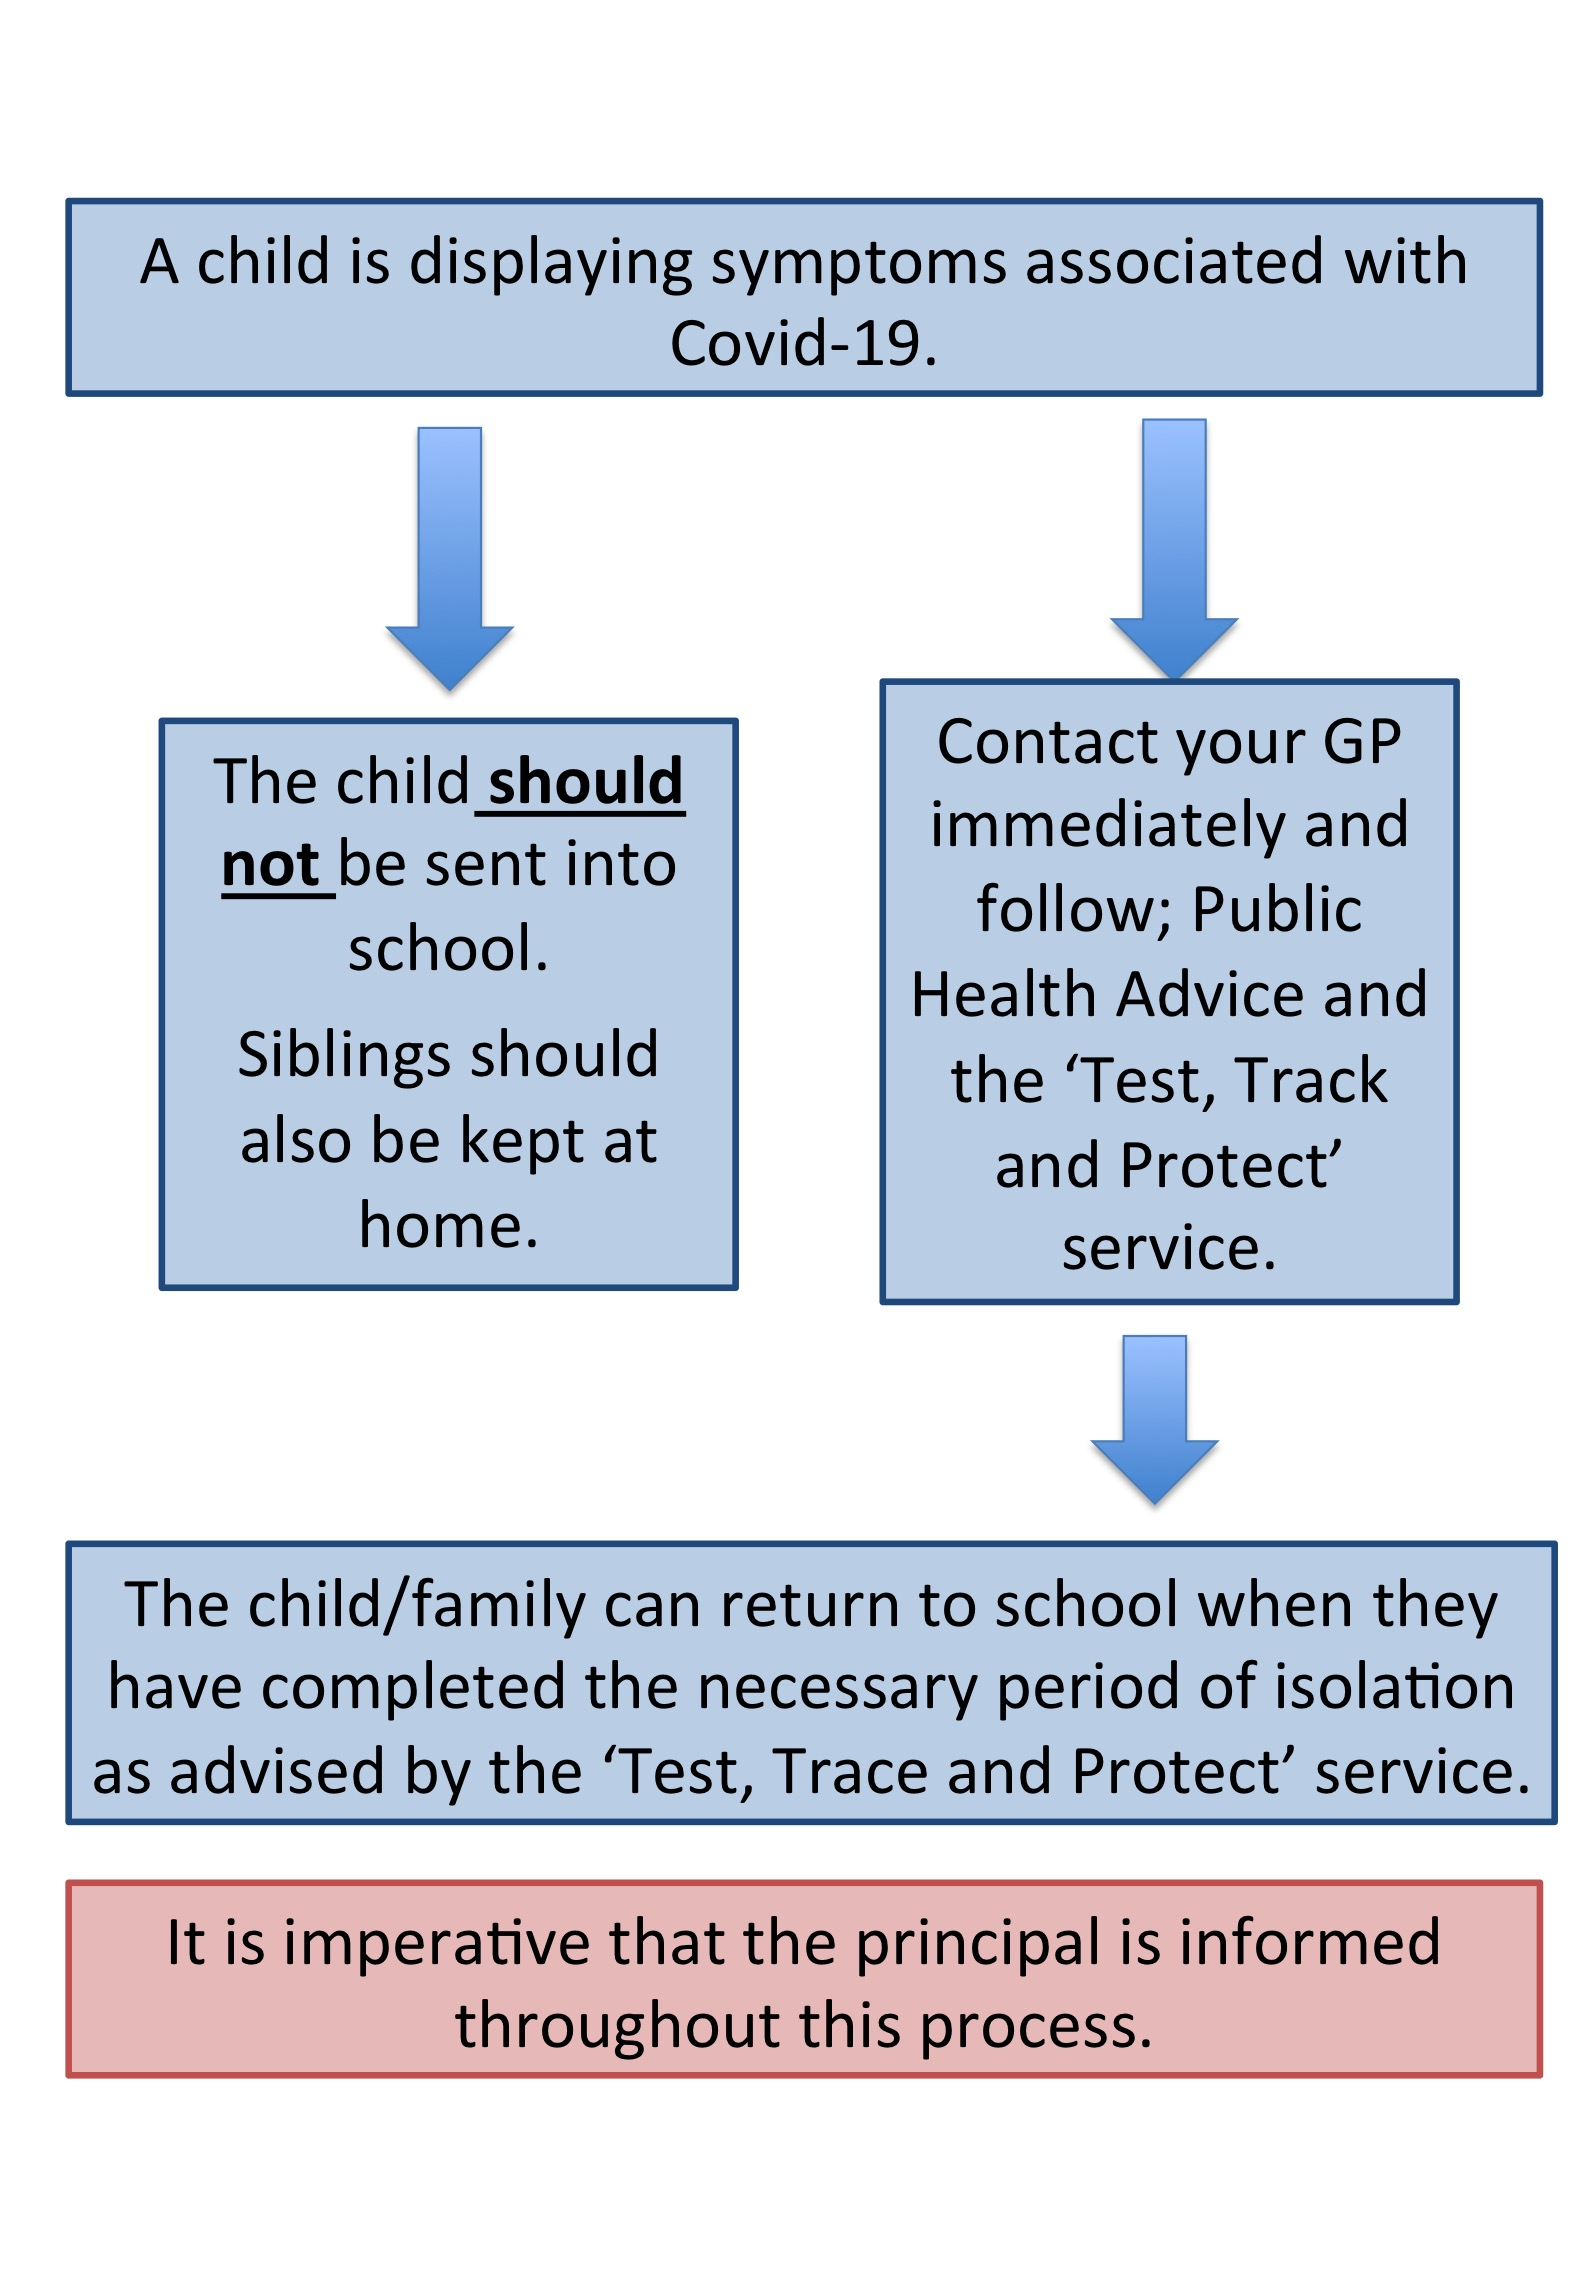 A child is displaying symptoms associated with
Covid-19.
The child should
not be sent into
school.
Siblings should
also be kept at
home.
Contact your GP
immediately and
follow; Public
Health Advice and
the ‘Test, Track
and Protect’
service.
The child/family can return to school when they
have completed the necessary period of isolation
as advised by the ‘Test, Trace and Protect’ service.
It is imperative that the principal is informed
throughout this process.